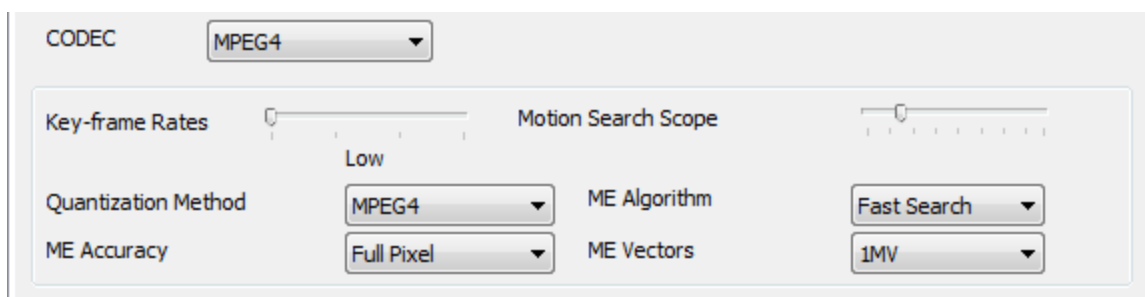 CODEC MPEG4
Key-frame Rates Motion Search Scope
Low
Quantization Method MPEG4 ME Algorithm Fast Search
ME Accuracy Full Pixel ME Vectors 1MV